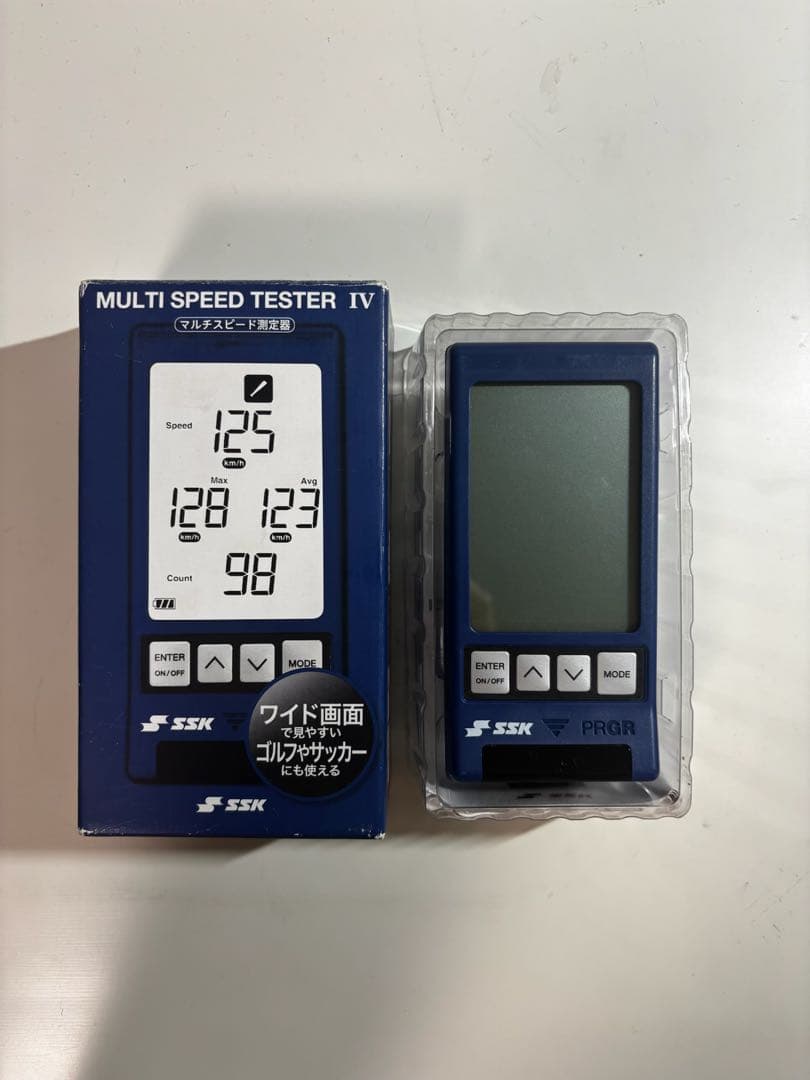 MULTI SPEED TESTER IV
マルチスピード測定器
Speed 125
km/h
Max Avg
128 123
km/h km/h
Count 98
ENTER
ON/OFF
MODE
SSK
ワイド画面
で見やすい
ゴルフやサッカー
にも使える
SSK
ENTER
ON/OFF
MODE
SSK PRGR
SSK